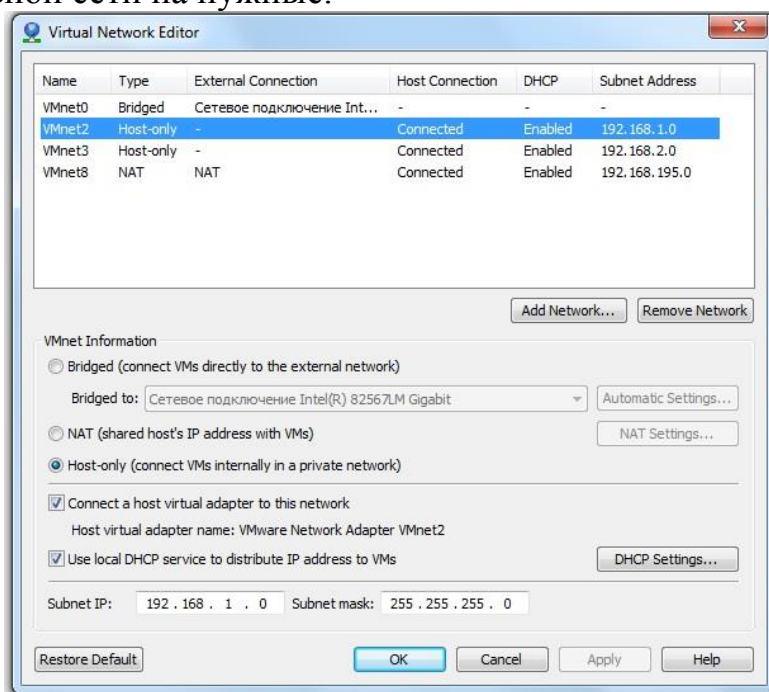 ной сети на нужные.
Virtual Network Editor
Name Type External Connection Host Connection DHCP Subnet Address
VMnet0 Bridged Сетевое подключение Int... - - -
VMnet2 Host-only - Connected Enabled 192.168.1.0
VMnet3 Host-only - Connected Enabled 192.168.2.0
VMnet8 NAT NAT Connected Enabled 192.168.195.0
Add Network... Remove Network
VMnet Information
Bridged (connect VMs directly to the external network)
Bridged to: Сетевое подключение Intel(R) 82567LM Gigabit Automatic Settings...
NAT (shared host's IP address with VMs) NAT Settings...
Host-only (connect VMs internally in a private network)
Connect a host virtual adapter to this network
Host virtual adapter name: VMware Network Adapter VMnet2
Use local DHCP service to distribute IP address to VMs DHCP Settings...
Subnet IP: 192 . 168 . 1 . 0 Subnet mask: 255 . 255 . 255 . 0
Restore Default OK Cancel Apply Help